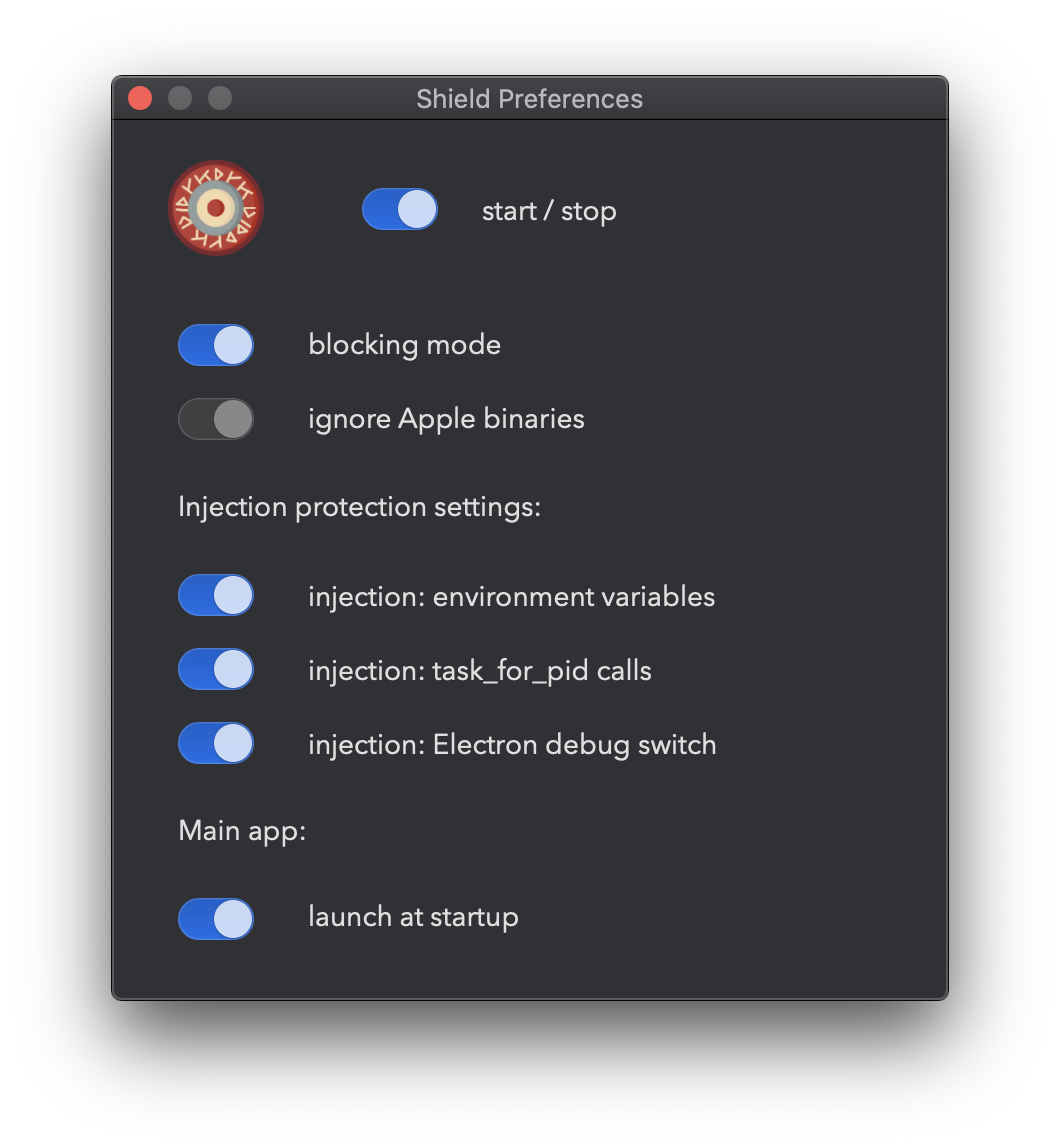 Shield Preferences
start / stop
blocking mode
ignore Apple binaries
Injection protection settings:
injection: environment variables
injection: task_for_pid calls
injection: Electron debug switch
Main app:
launch at startup